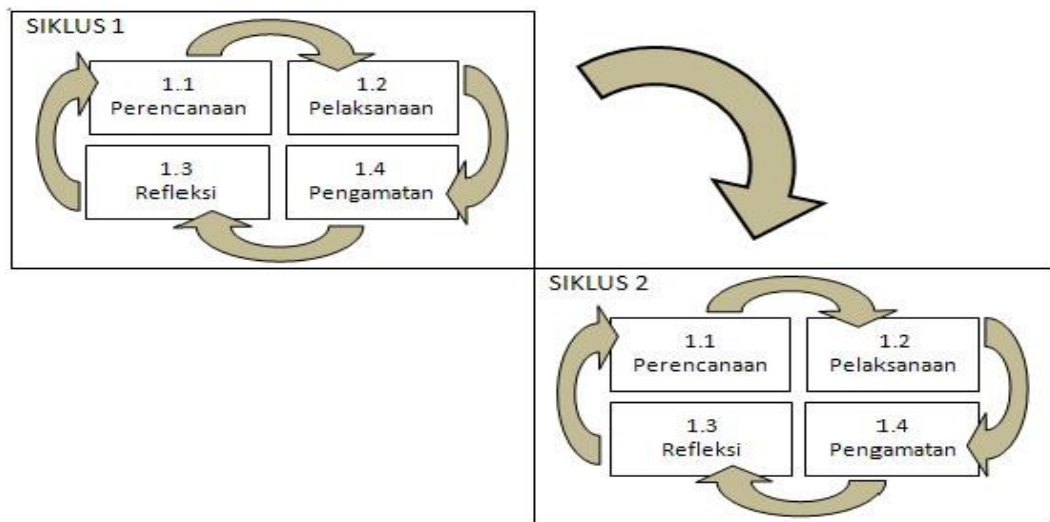 SIKLUS 1
1.1
Perencanaan
1.2
Pelaksanaan
1.3
Refleksi
1.4
Pengamatan
SIKLUS 2
1.1
Perencanaan
1.2
Pelaksanaan
1.3
Refleksi
1.4
Pengamatan